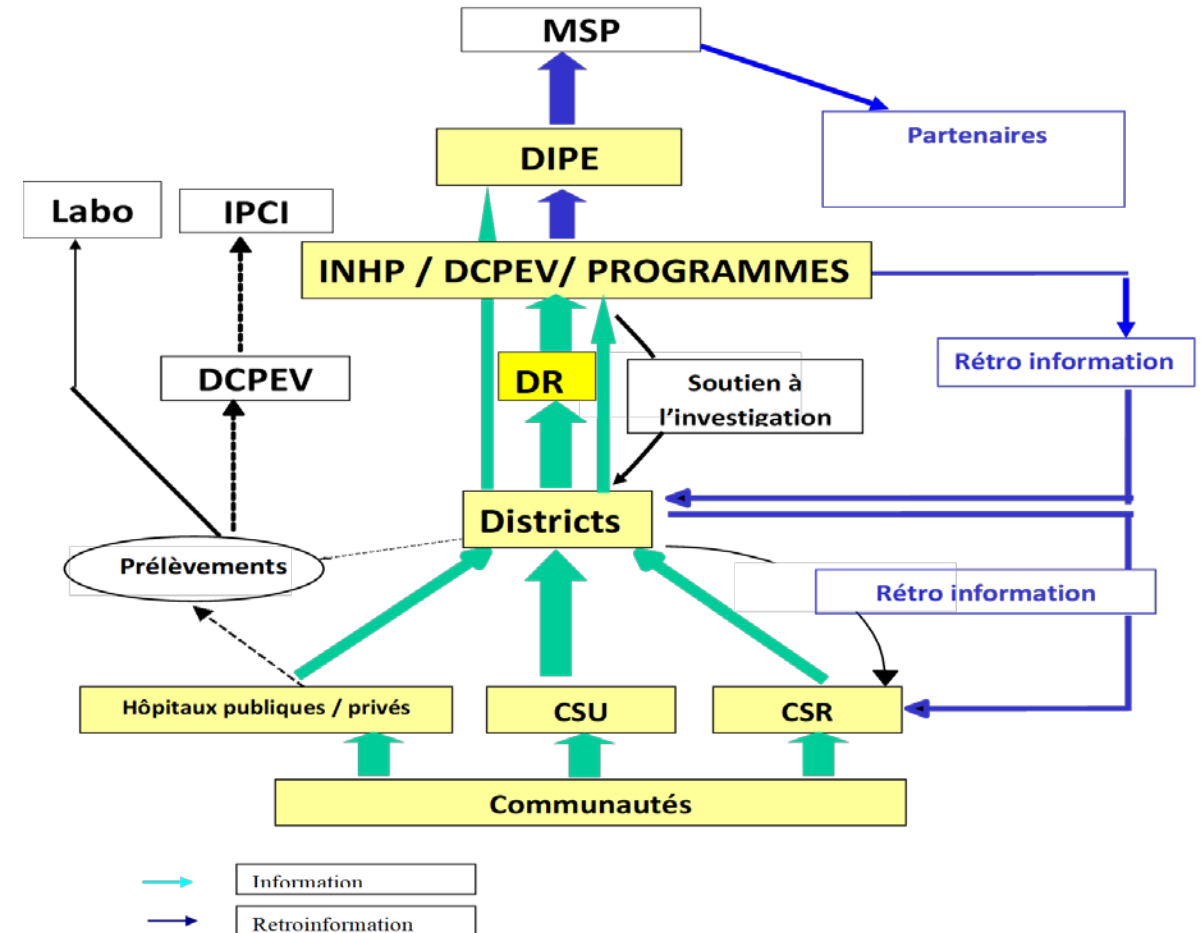 MSP
Partenaires
DIPE
Labo
IPCI
INHP / DCPEV/ PROGRAMMES
Rétro information
DCPEV
DR
Soutien à
l'investigation
Districts
Prélèvements
Rétro information
Hôpitaux publiques / privés
CSU
CSR
Communautés
Information
Retroinformation